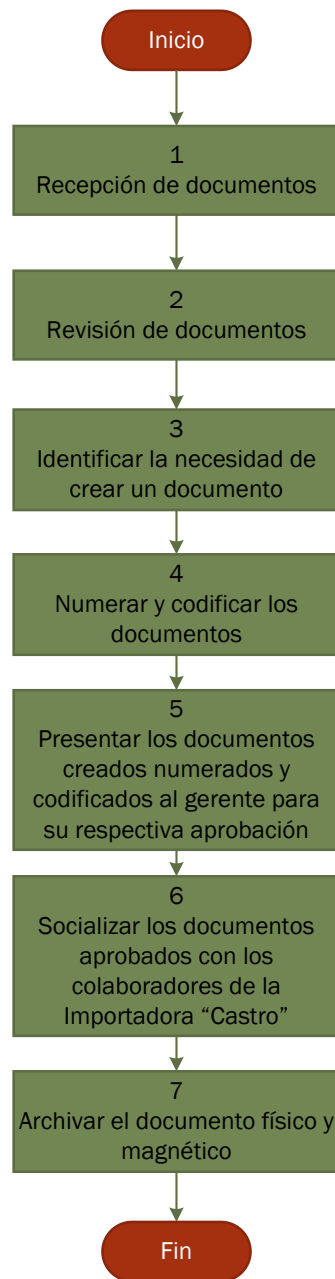 Inicio
1
Recepción de documentos
2
Revisión de documentos
3
Identificar la necesidad de
crear un documento
4
Numerar y codificar los
documentos
5
Presentar los documentos
creados numerados y
codificados al gerente para
su respectiva aprobación
6
Socializar los documentos
aprobados con los
colaboradores de la
Importadora “Castro”
7
Archivar el documento físico y
magnético
Fin